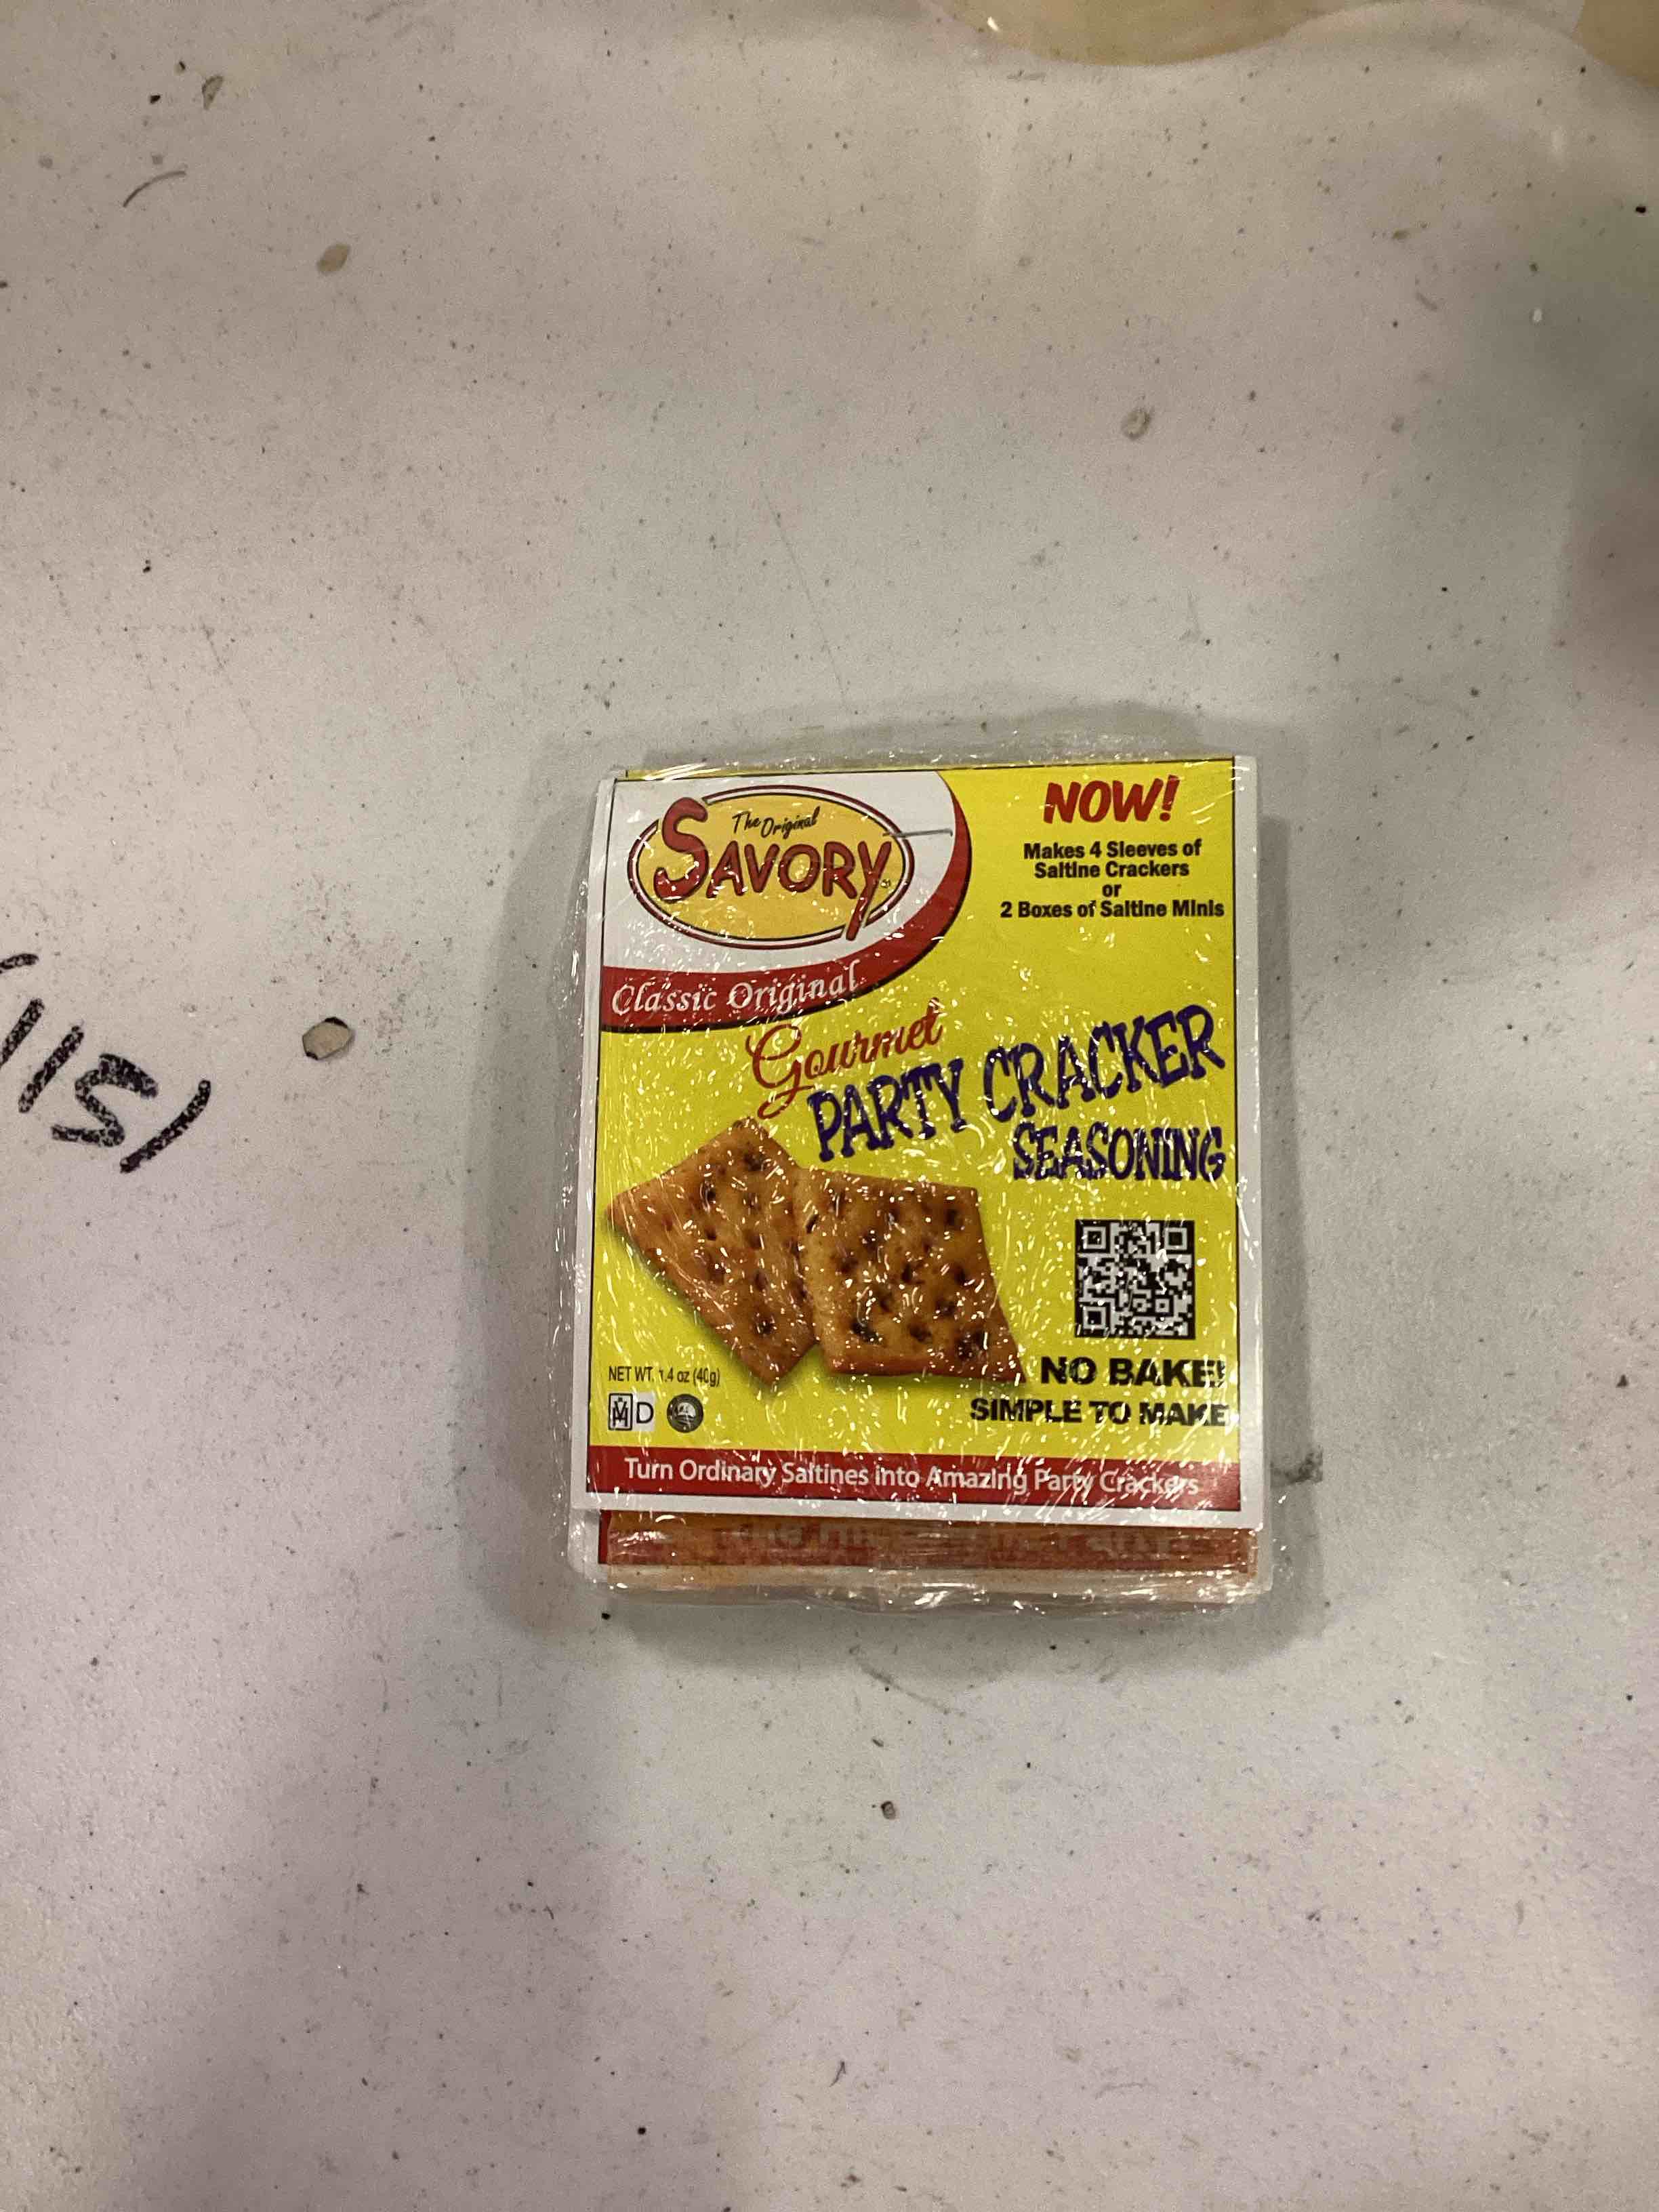 The Original
SAVORY
Classic Original
NOW!
Makes 4 Sleeves of
Saltine Crackers
or
2 Boxes of Saltine Minis
Gourmet
PARTY CRACKER
SEASONING
NET WT. 1.4 oz (40g)
D
NO BAKE!
SIMPLE TO MAKE
Turn Ordinary Saltines into Amazing Party Crackers